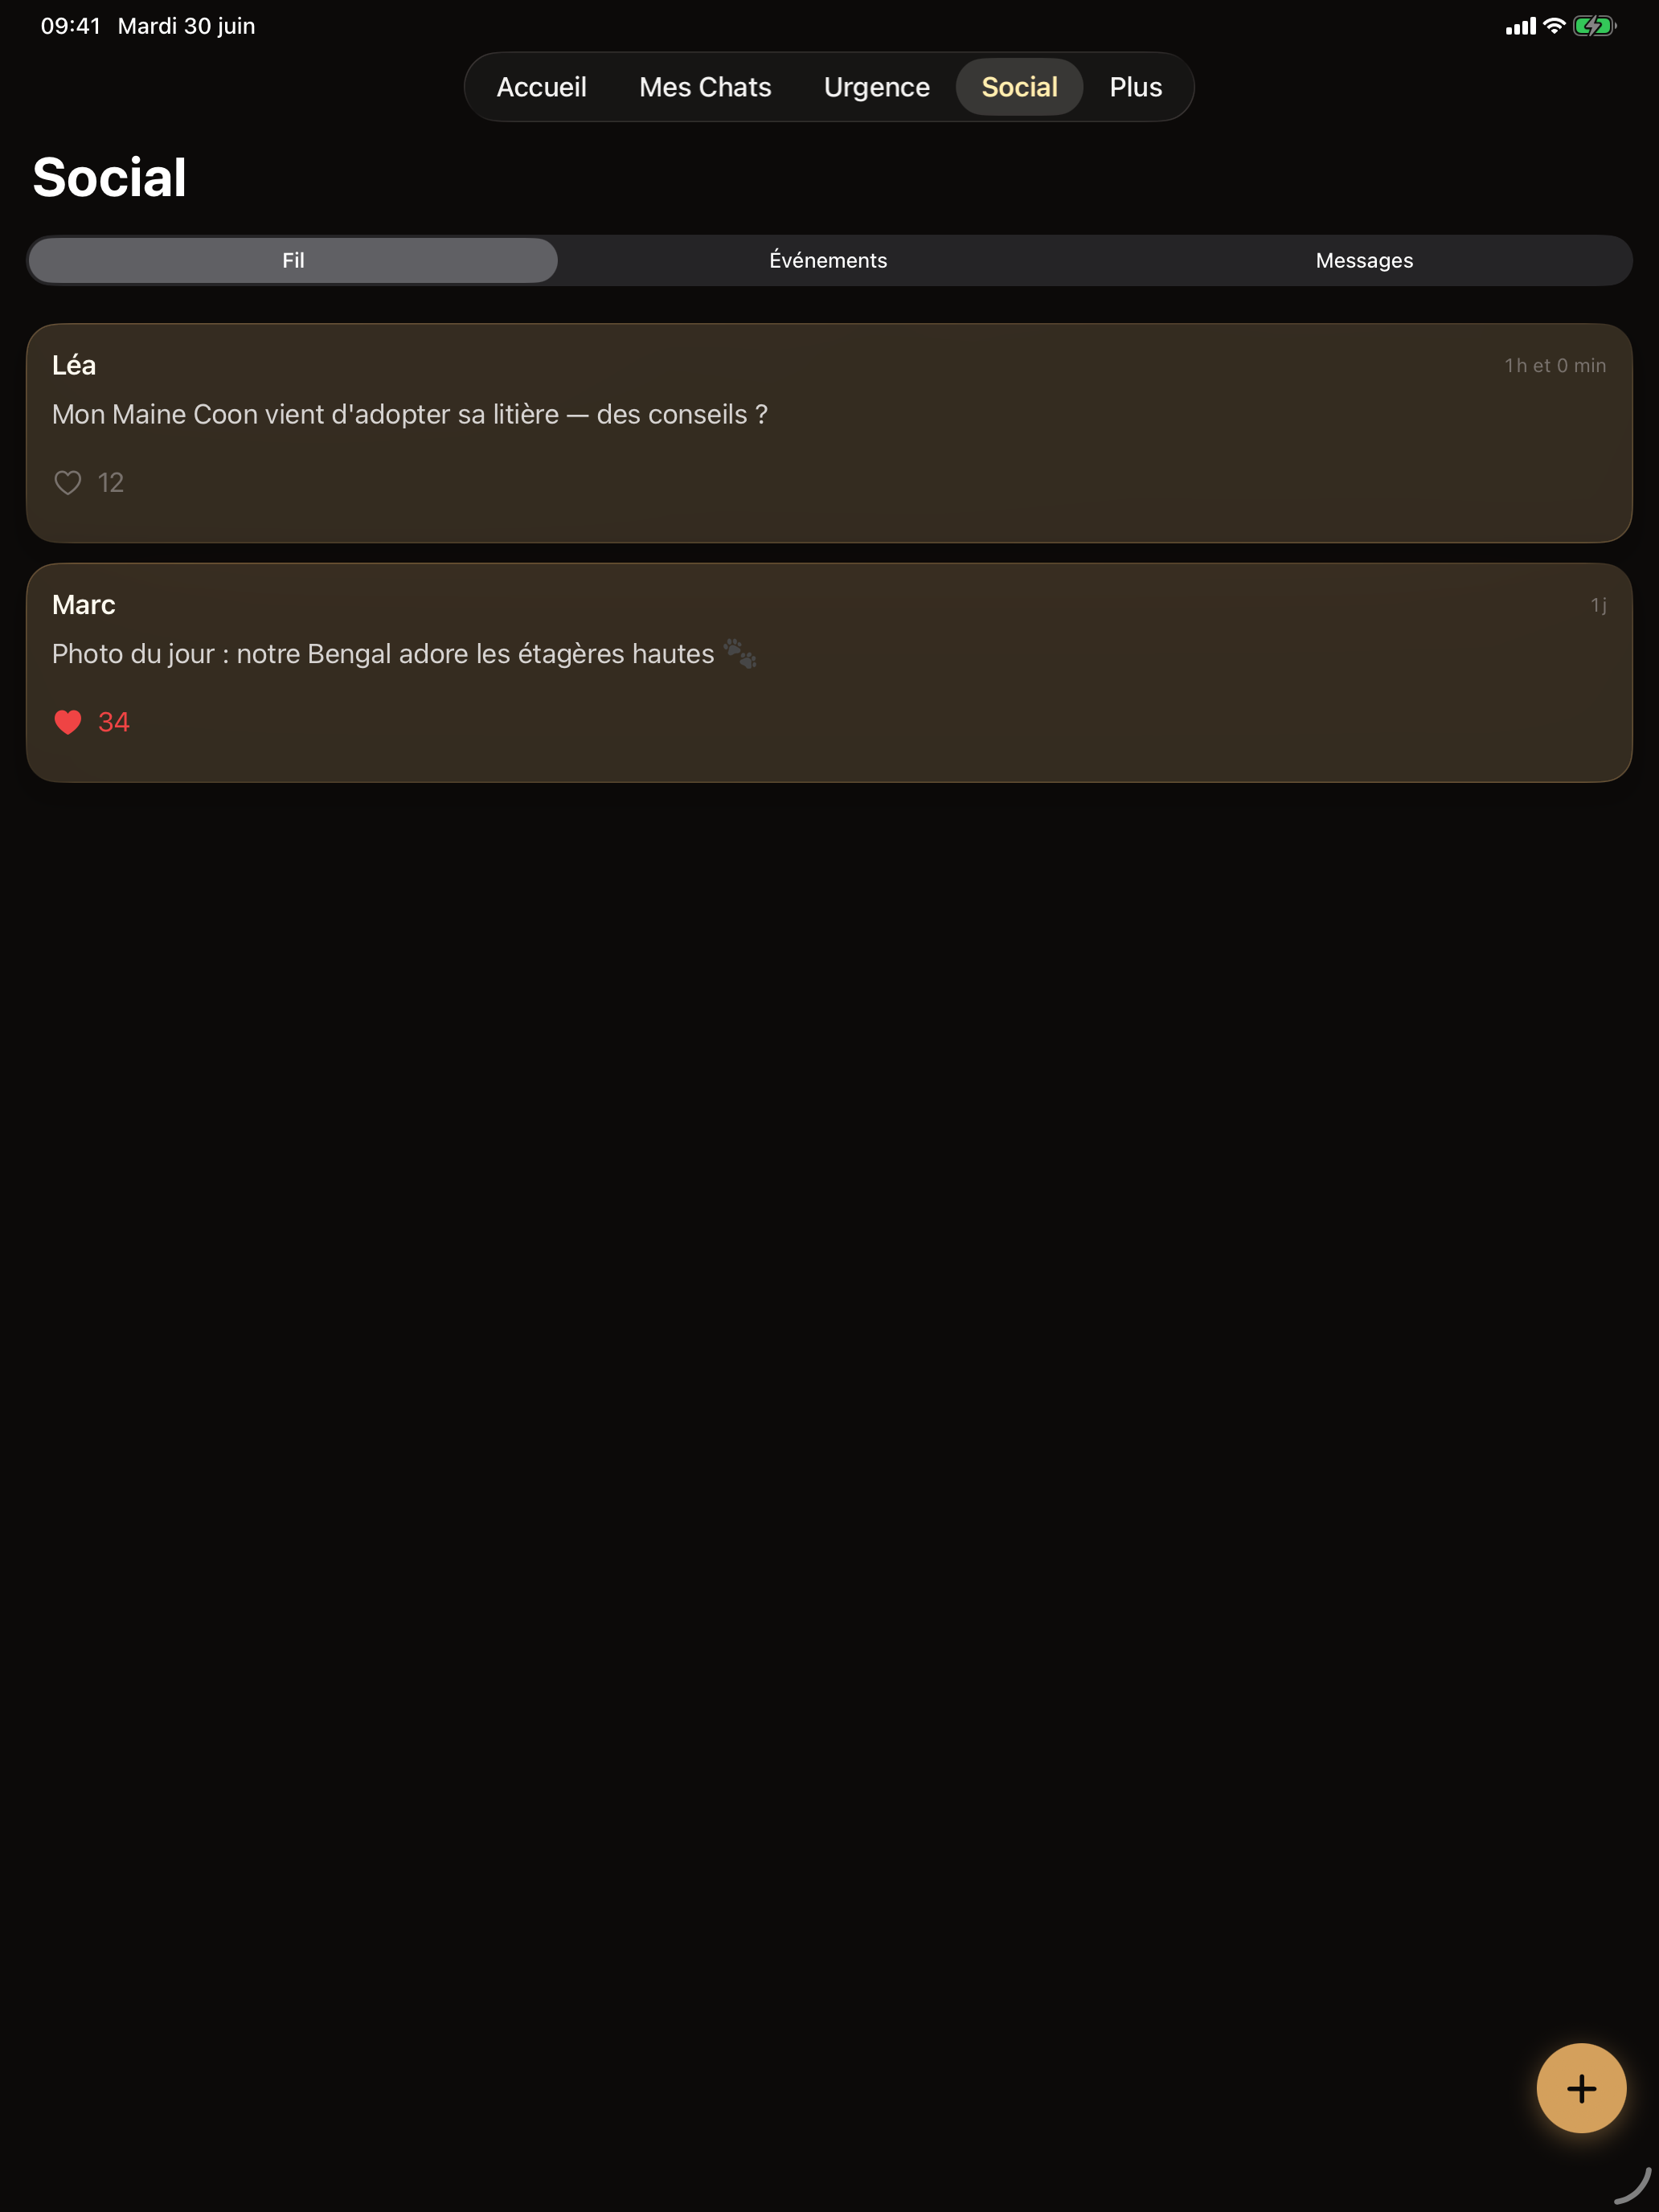 09:41 Mardi 30 juin
Accueil Mes Chats Urgence Social Plus
Social
Fil Événements Messages
Léa 1 h et 0 min
Mon Maine Coon vient d'adopter sa litière — des conseils ?
12
Marc 1 j
Photo du jour : notre Bengal adore les étagères hautes 🐾
34